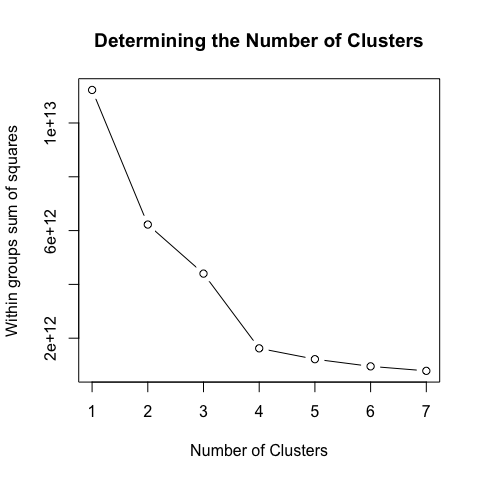 Determining the Number of Clusters
Within groups sum of squares
1e+13
6e+12
2e+12
1 2 3 4 5 6 7
Number of Clusters